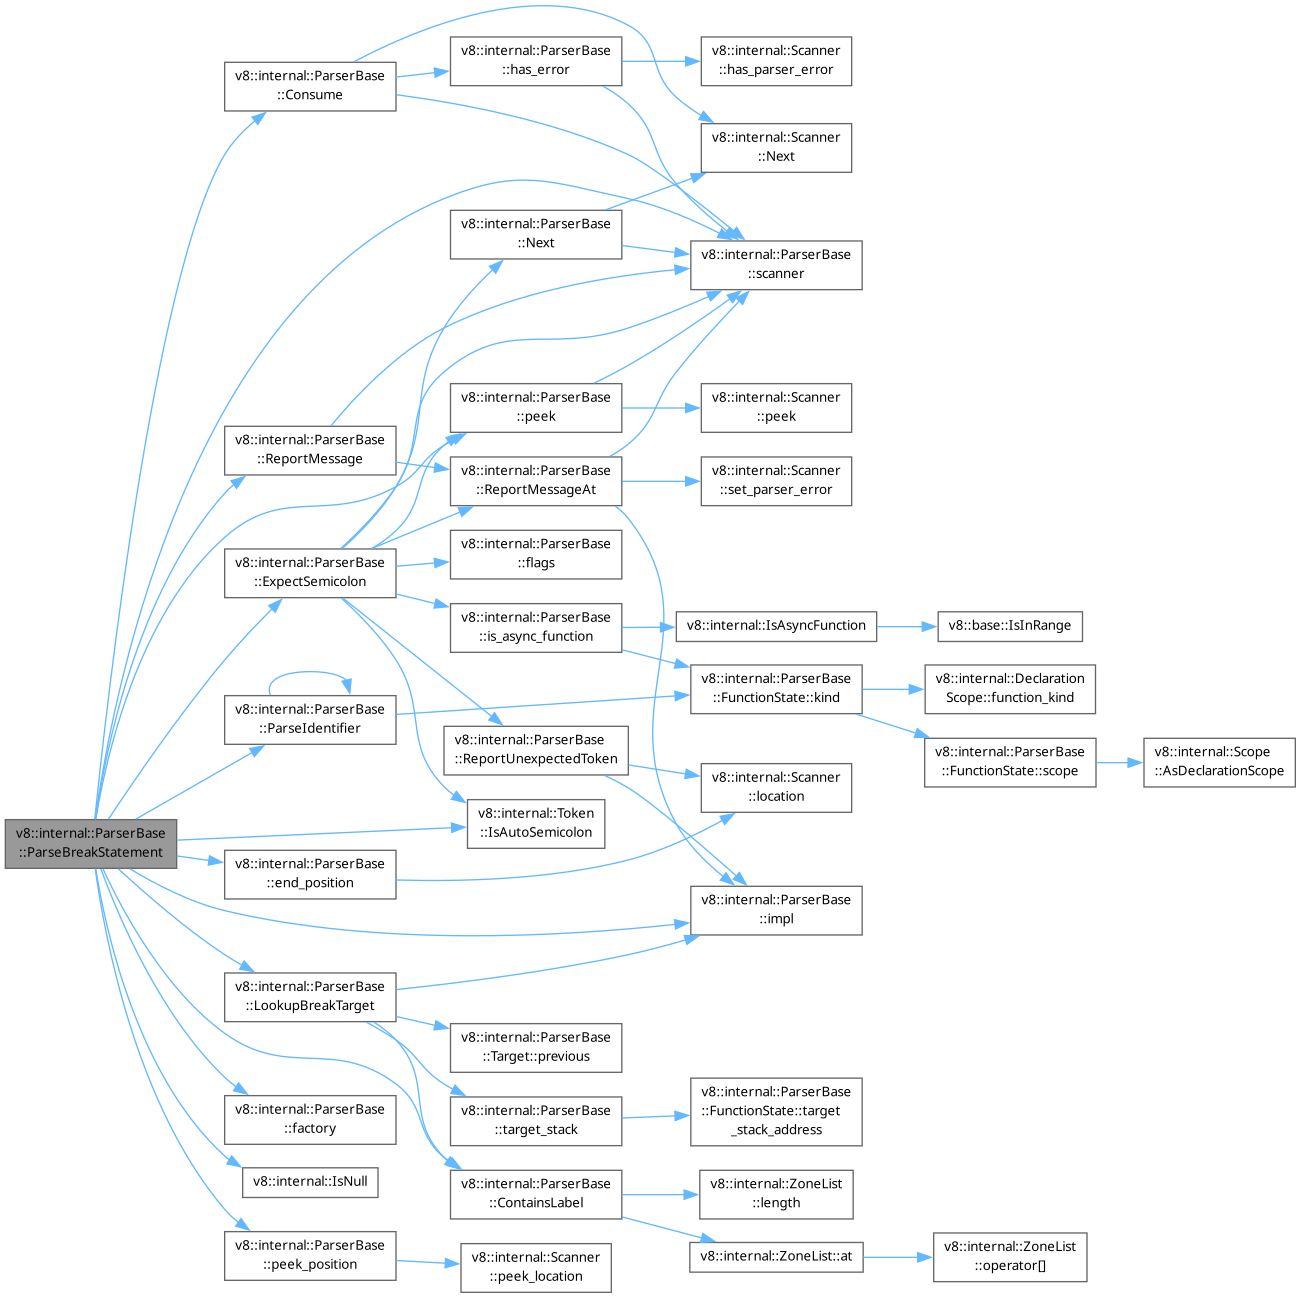 v8::internal::ParserBase
::ParseBreakStatement
v8::internal::ParserBase
::Consume
v8::internal::ParserBase
::ReportMessage
v8::internal::ParserBase
::ExpectSemicolon
v8::internal::ParserBase
::ParseIdentifier
v8::internal::ParserBase
::end_position
v8::internal::ParserBase
::LookupBreakTarget
v8::internal::ParserBase
::factory
v8::internal::IsNull
v8::internal::ParserBase
::peek_position
v8::internal::ParserBase
::has_error
v8::internal::ParserBase
::Next
v8::internal::ParserBase
::peek
v8::internal::ParserBase
::ReportMessageAt
v8::internal::ParserBase
::flags
v8::internal::ParserBase
::is_async_function
v8::internal::ParserBase
::ReportUnexpectedToken
v8::internal::Token
::IsAutoSemicolon
v8::internal::ParserBase
::Target::previous
v8::internal::ParserBase
::target_stack
v8::internal::ParserBase
::ContainsLabel
v8::internal::Scanner
::peek_location
v8::internal::Scanner
::has_parser_error
v8::internal::Scanner
::Next
v8::internal::ParserBase
::scanner
v8::internal::Scanner
::peek
v8::internal::Scanner
::set_parser_error
v8::internal::IsAsyncFunction
v8::internal::ParserBase
::FunctionState::kind
v8::internal::Scanner
::location
v8::internal::ParserBase
::impl
v8::internal::ParserBase
::FunctionState::target
_stack_address
v8::internal::ZoneList
::length
v8::internal::ZoneList::at
v8::base::IsInRange
v8::internal::Declaration
Scope::function_kind
v8::internal::ParserBase
::FunctionState::scope
v8::internal::ZoneList
::operator[]
v8::internal::Scope
::AsDeclarationScope